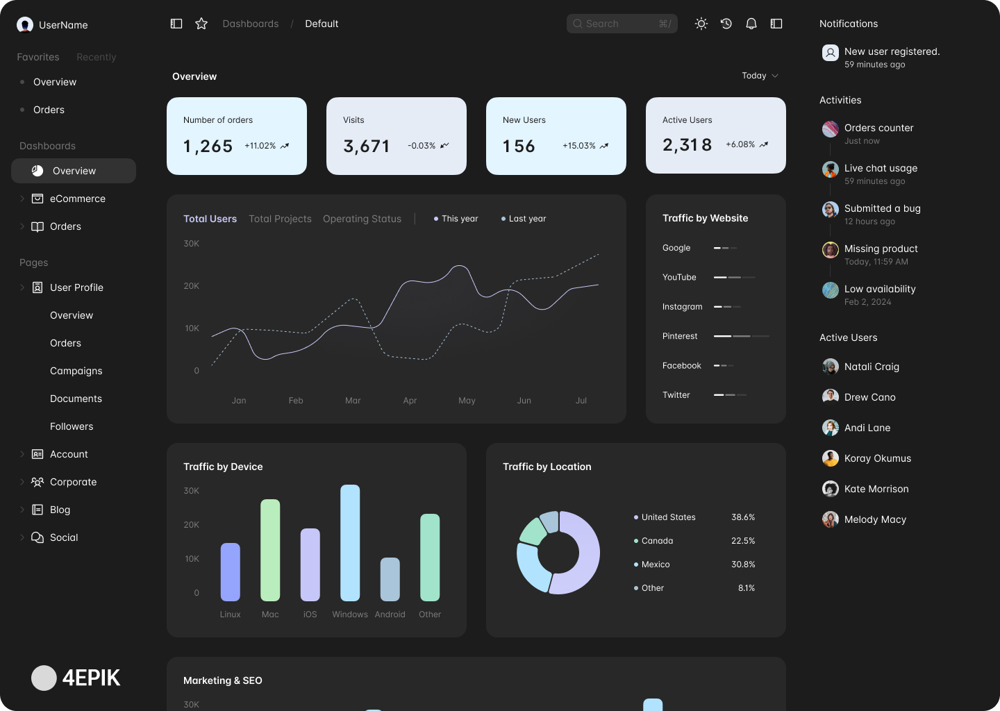 UserName
Favorites
Recently
Overview
Orders
Dashboards
Overview
eCommerce
Orders
Pages
User Profile
Overview
Orders
Campaigns
Documents
Followers
Account
Corporate
Blog
Social
4EPIK
Dashboards / Default
Search ⌘/
Overview
Today
Number of orders
1,265 +11.02%
Visits
3,671 -0.03%
New Users
156 +15.03%
Active Users
2,318 +6.08%
Total Users Total Projects Operating Status | This year Last year
30K
20K
10K
0
Jan Feb Mar Apr May Jun Jul
Traffic by Website
Google
YouTube
Instagram
Pinterest
Facebook
Twitter
Traffic by Device
30K
20K
10K
0
Linux Mac iOS Windows Android Other
Traffic by Location
United States 38.6%
Canada 22.5%
Mexico 30.8%
Other 8.1%
Marketing & SEO
30K
Notifications
New user registered.
59 minutes ago
Activities
Orders counter
Just now
Live chat usage
59 minutes ago
Submitted a bug
12 hours ago
Missing product
Today, 11:59 AM
Low availability
Feb 2, 2024
Active Users
Natali Craig
Drew Cano
Andi Lane
Koray Okumus
Kate Morrison
Melody Macy